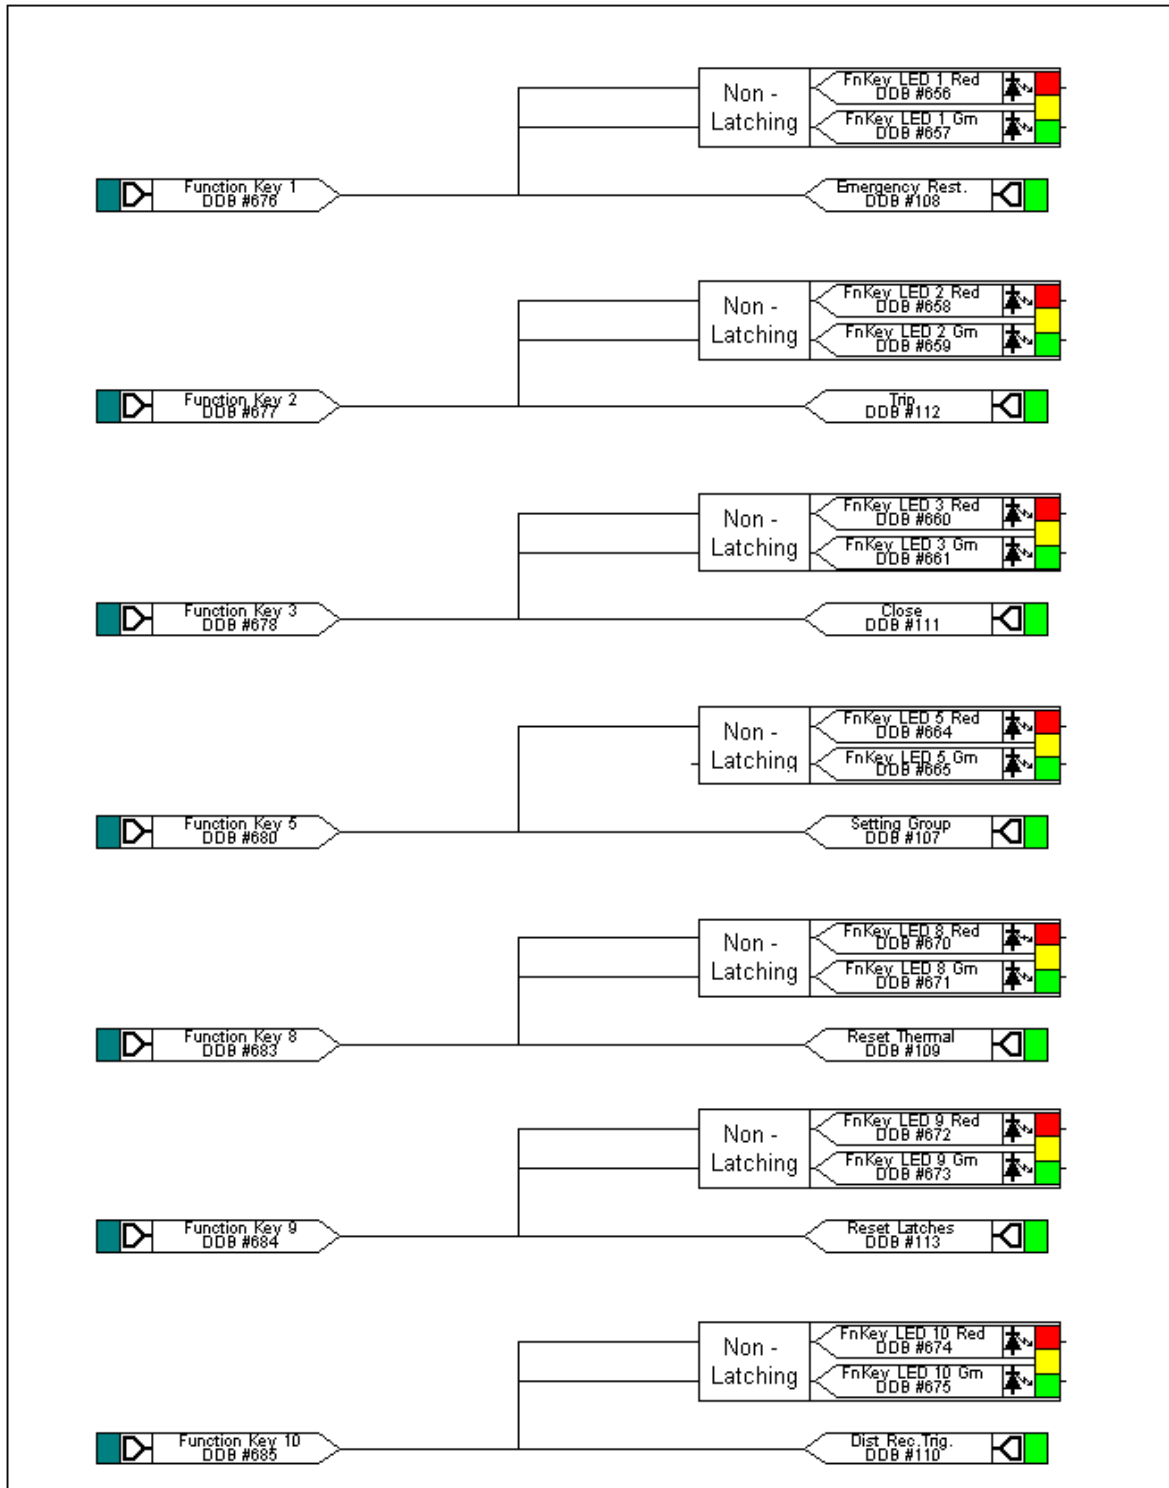 Non -
Latching
FnKey LED 1 Red
DDB #656
FnKey LED 1 Grn
DDB #657
Function Key 1
DDB #676
Emergency Rest.
DDB #108
Non -
Latching
FnKey LED 2 Red
DDB #658
FnKey LED 2 Grn
DDB #659
Function Key 2
DDB #677
Trip
DDB #112
Non -
Latching
FnKey LED 3 Red
DDB #660
FnKey LED 3 Grn
DDB #661
Function Key 3
DDB #678
Close
DDB #111
Non -
Latching
FnKey LED 5 Red
DDB #664
FnKey LED 5 Grn
DDB #665
Function Key 5
DDB #680
Setting Group
DDB #107
Non -
Latching
FnKey LED 8 Red
DDB #670
FnKey LED 8 Grn
DDB #671
Function Key 8
DDB #683
Reset Thermal
DDB #109
Non -
Latching
FnKey LED 9 Red
DDB #672
FnKey LED 9 Grn
DDB #673
Function Key 9
DDB #684
Reset Latches
DDB #113
Non -
Latching
FnKey LED 10 Red
DDB #674
FnKey LED 10 Grn
DDB #675
Function Key 10
DDB #685
Dist Rec.Trig.
DDB #110